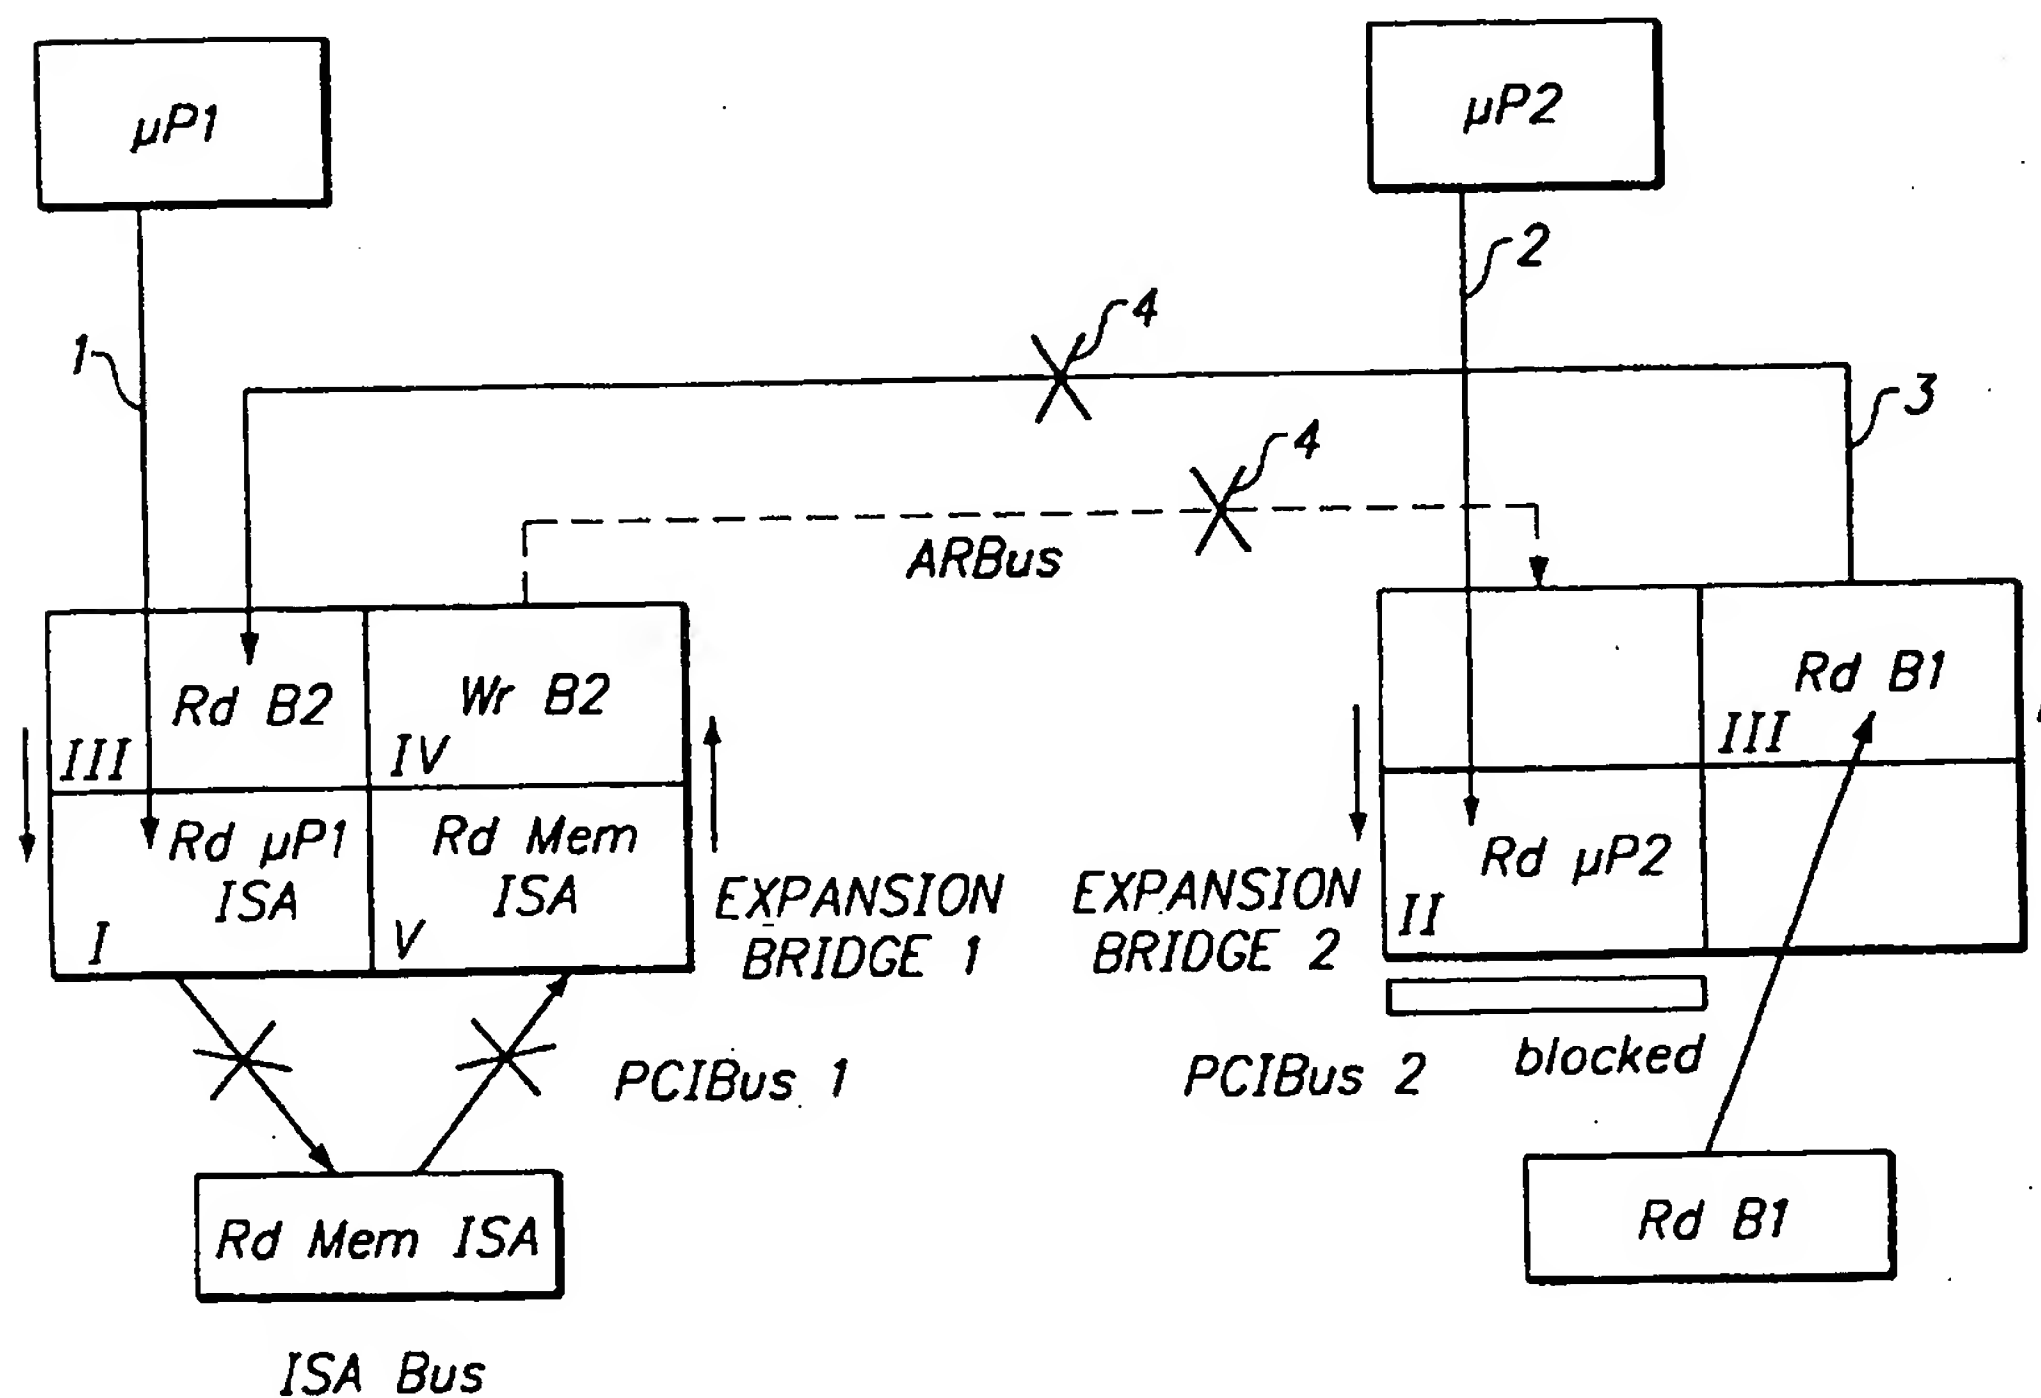 µP1
µP2
2
4
1
3
4
ARBus
Rd B2
III
Wr B2
IV
Rd B1
III
Rd µP1
ISA
I
Rd Mem
ISA
V
EXPANSION
BRIDGE 1
EXPANSION
BRIDGE 2
Rd µP2
II
PCIBus 1
PCIBus 2
blocked
Rd Mem ISA
Rd B1
ISA Bus